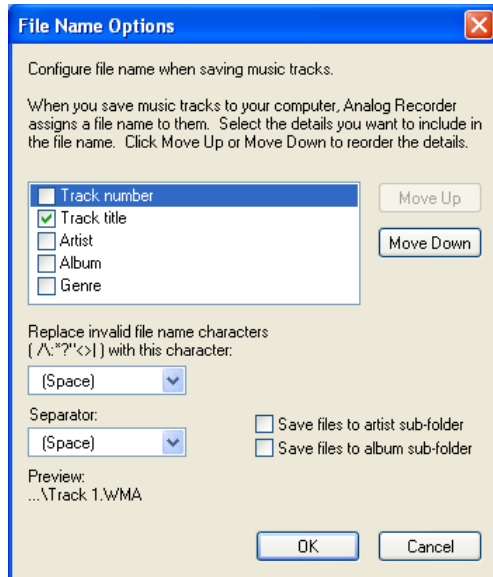 File Name Options
Configure file name when saving music tracks.
When you save music tracks to your computer, Analog Recorder
assigns a file name to them. Select the details you want to include in
the file name. Click Move Up or Move Down to reorder the details.
Track number
Track title
Artist
Album
Genre
Move Up
Move Down
Replace invalid file name characters
( /\:*?"<>| ) with this character:
(Space)
Separator:
(Space)
Save files to artist sub-folder
Save files to album sub-folder
Preview:
...\Track 1.WMA
OK
Cancel